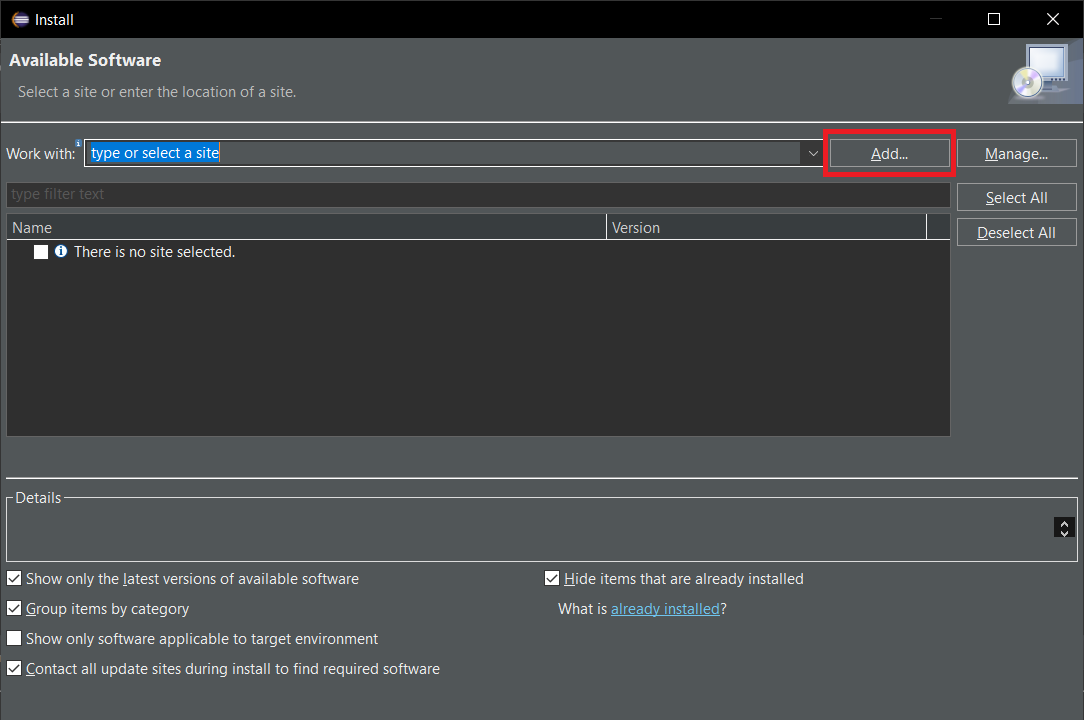 Install
Available Software
Select a site or enter the location of a site.
Work with: type or select a site Add... Manage...
type filter text Select All
Name Version Deselect All
There is no site selected.
Details
Show only the latest versions of available software Hide items that are already installed
Group items by category What is already installed?
Show only software applicable to target environment
Contact all update sites during install to find required software